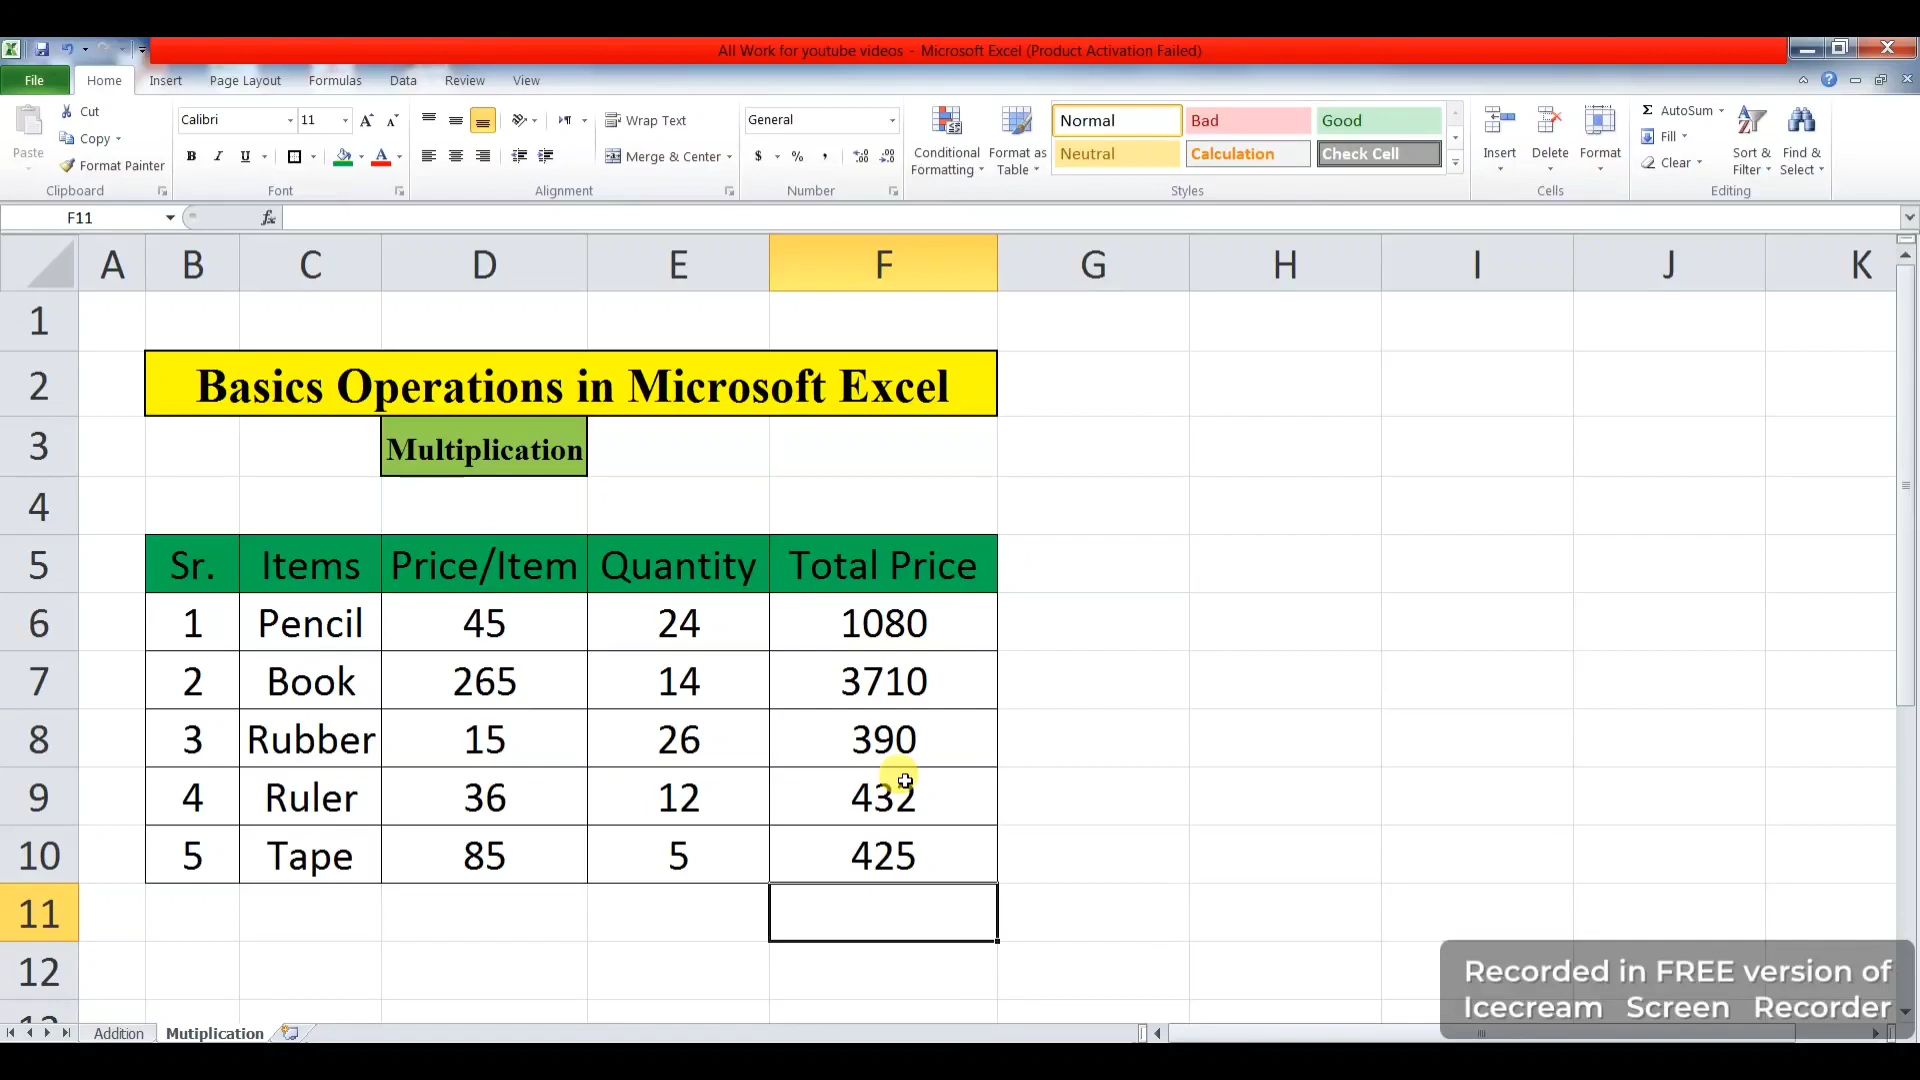 All Work for youtube videos - Microsoft Excel (Product Activation Failed)
File Home Insert Page Layout Formulas Data Review View
Paste
Cut
Copy
Format Painter
Clipboard
Calibri 11
B I U
Font
Wrap Text
Merge & Center
Alignment
General
$ % ,
Number
Conditional Formatting
Format as Table
Normal Bad Good
Neutral Calculation Check Cell
Styles
Insert Delete Format
Cells
Σ AutoSum
Fill
Clear
Sort & Filter
Find & Select
Editing
F11 fx
A B C D E F G H I J K
1
2 Basics Operations in Microsoft Excel
3 Multiplication
4
5 Sr. Items Price/Item Quantity Total Price
6 1 Pencil 45 24 1080
7 2 Book 265 14 3710
8 3 Rubber 15 26 390
9 4 Ruler 36 12 432
10 5 Tape 85 5 425
11
12
13
Addition Mutiplication
Recorded in FREE version of
Icecream Screen Recorder